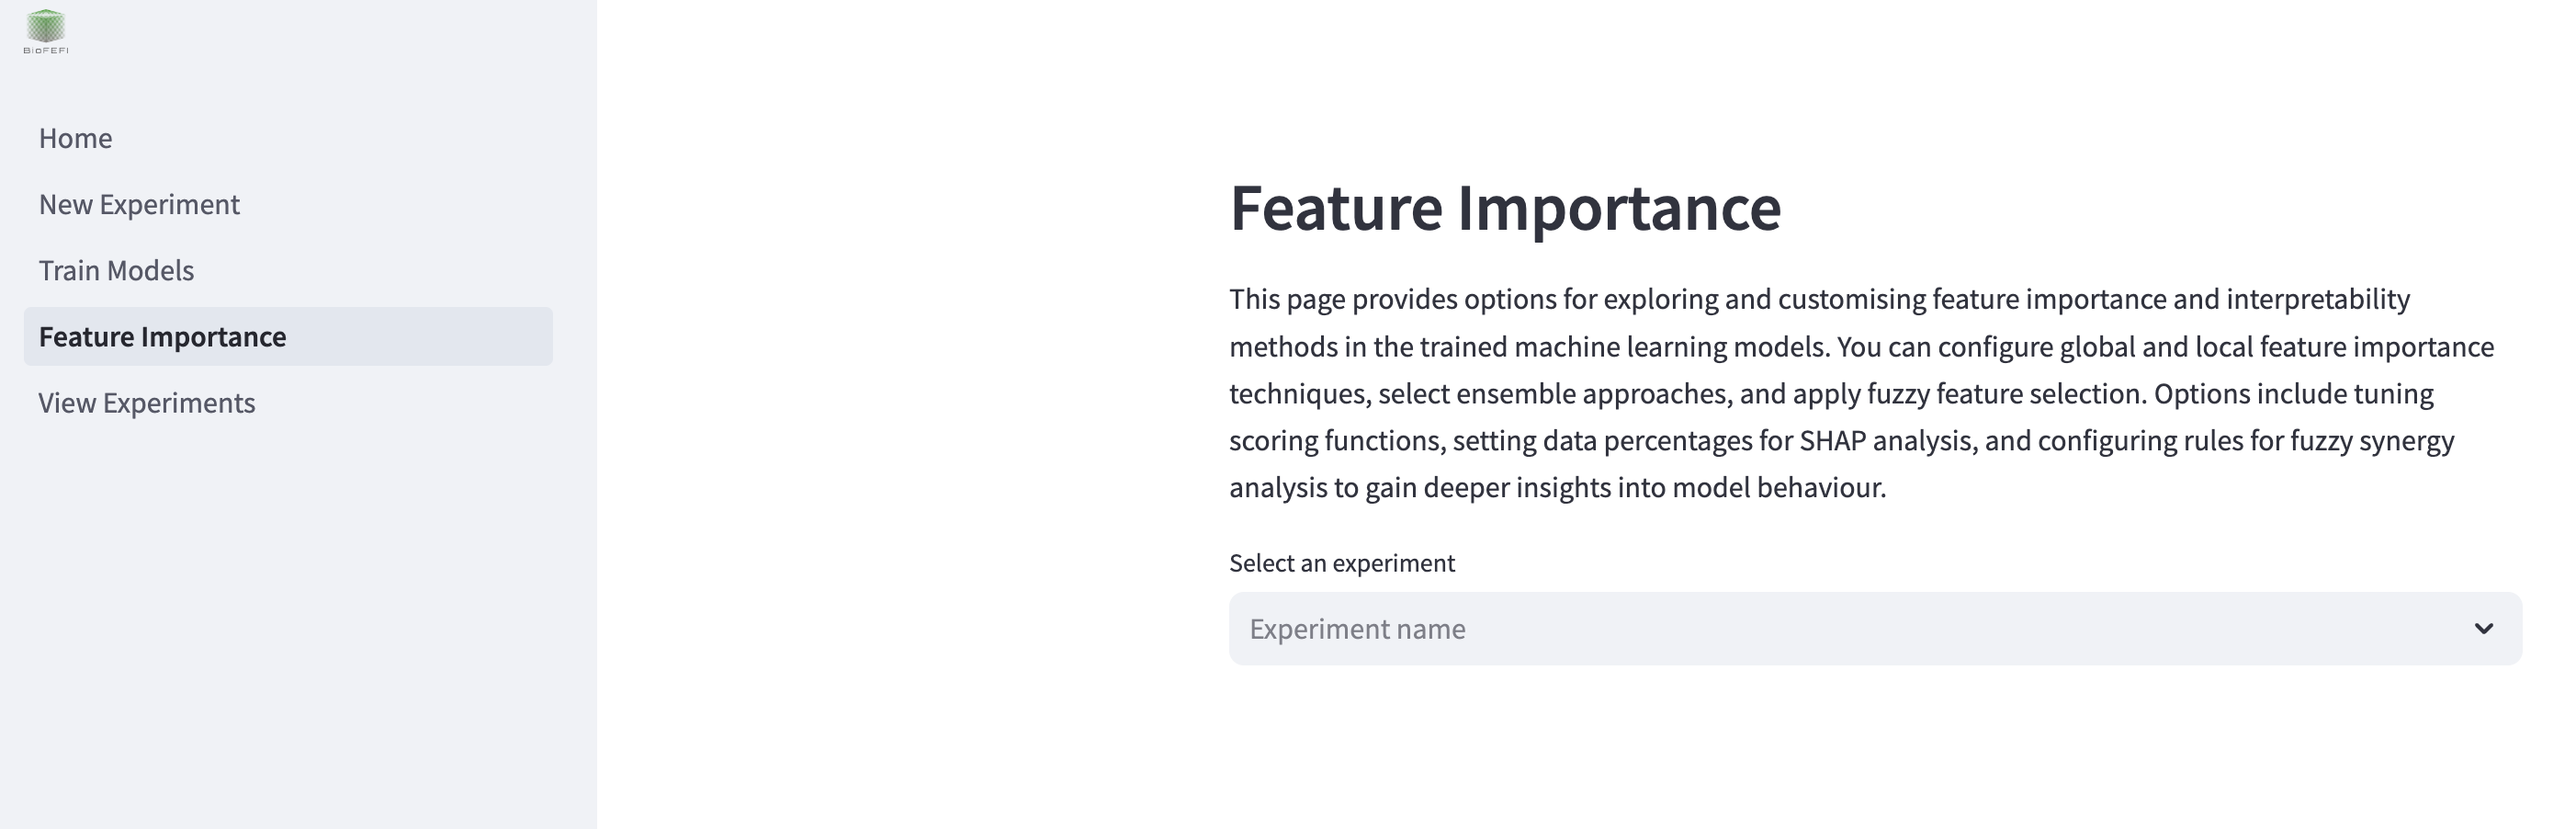 BioFEFI
Home
New Experiment
Train Models
Feature Importance
View Experiments
Feature Importance
This page provides options for exploring and customising feature importance and interpretability
methods in the trained machine learning models. You can configure global and local feature importance
techniques, select ensemble approaches, and apply fuzzy feature selection. Options include tuning
scoring functions, setting data percentages for SHAP analysis, and configuring rules for fuzzy synergy
analysis to gain deeper insights into model behaviour.
Select an experiment
Experiment name